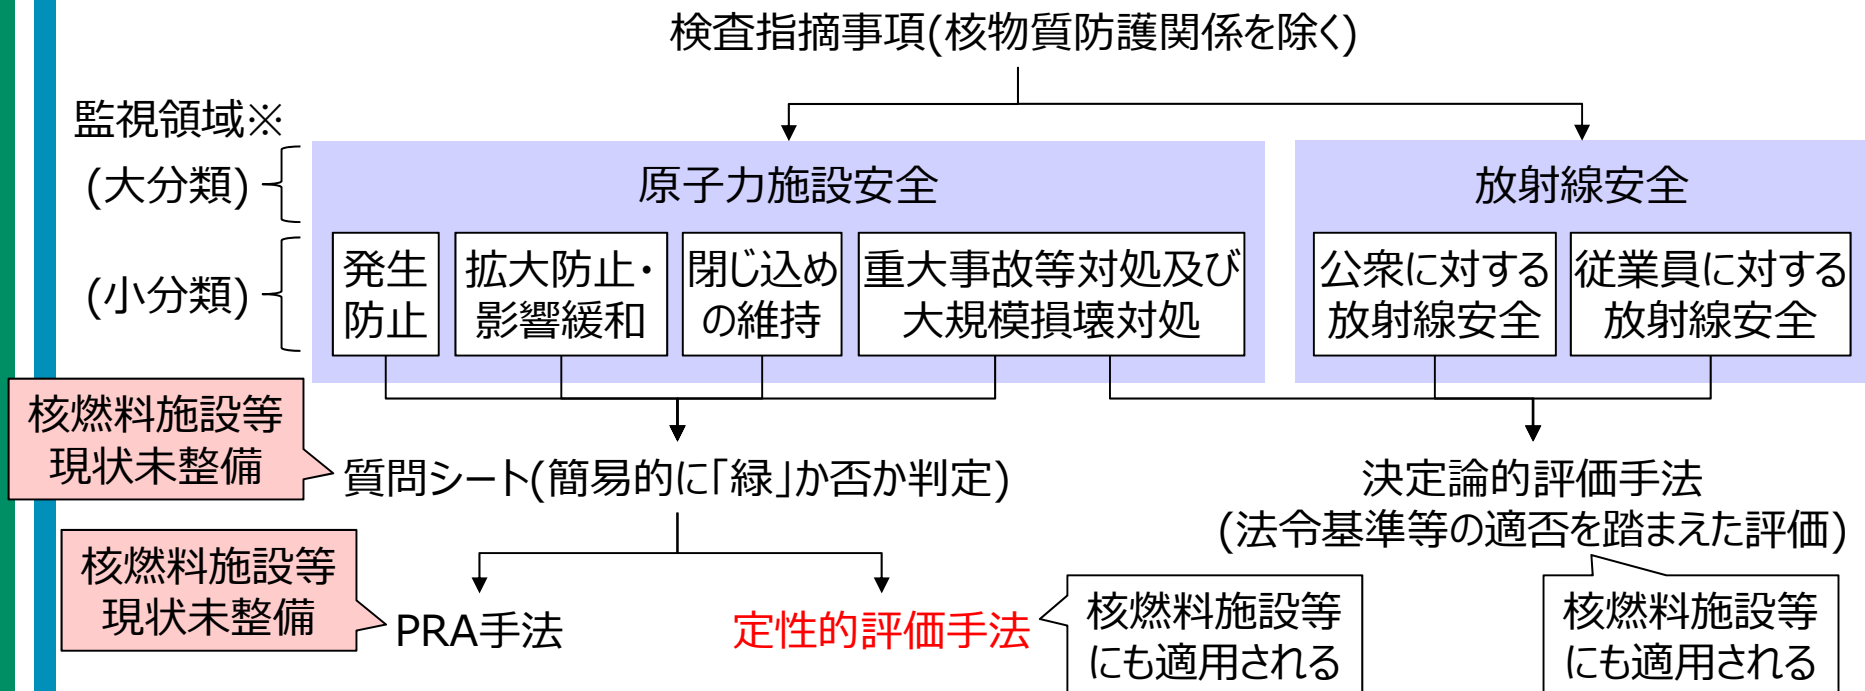 検査指摘事項(核物質防護関係を除く)
監視領域※
(大分類)
原子力施設安全
放射線安全
(小分類)
発生
防止
拡大防止・
影響緩和
閉じ込め
の維持
重大事故等対処及び
大規模損壊対処
公衆に対する
放射線安全
従業員に対する
放射線安全
核燃料施設等
現状未整備
質問シート(簡易的に「緑」か否か判定)
決定論的評価手法
(法令基準等の適否を踏まえた評価)
核燃料施設等
現状未整備
PRA手法
定性的評価手法
核燃料施設等
にも適用される
核燃料施設等
にも適用される